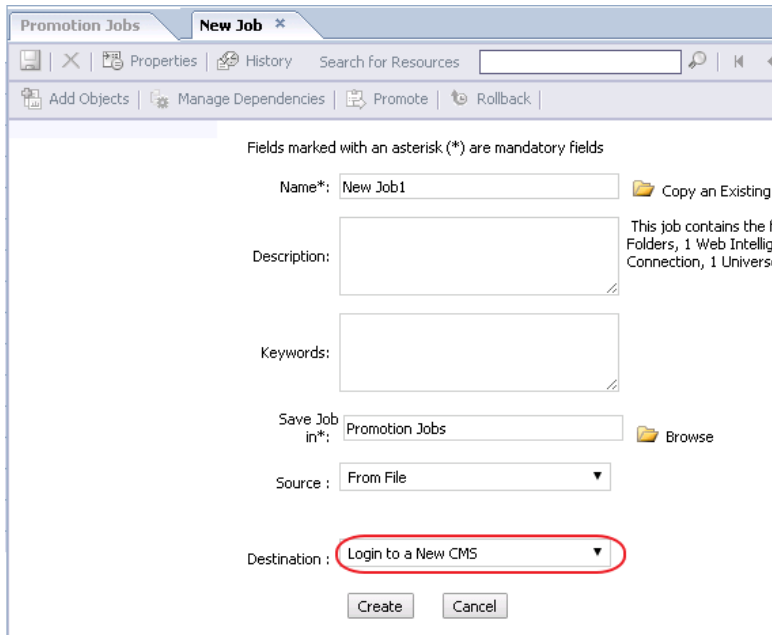 Promotion Jobs New Job ×
Properties History Search for Resources
Add Objects Manage Dependencies Promote Rollback
Fields marked with an asterisk (*) are mandatory fields
Name*: New Job1 Copy an Existing
This job contains the
Description: Folders, 1 Web
Connection, 1
Keywords:
Save Job
in*: Promotion Jobs Browse
Source : From File
Destination : Login to a New CMS
Create Cancel